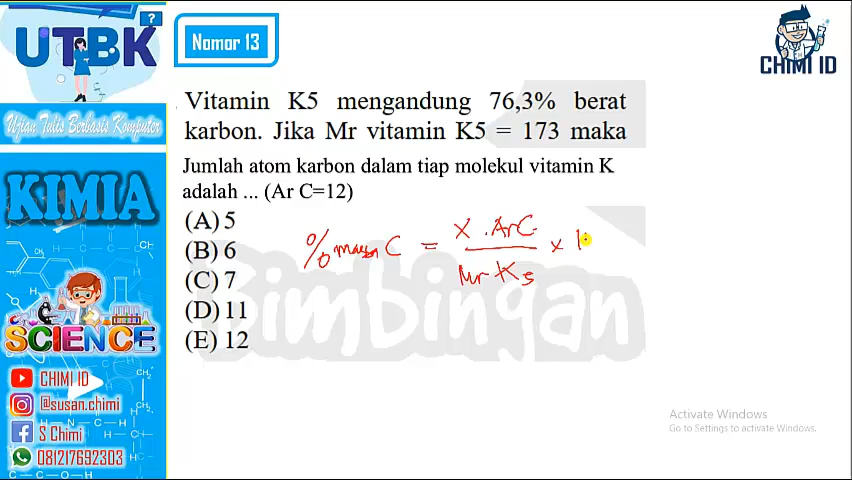 UTBK
?
Nomor 13
CHIMI ID
Ujian Tulis Berbasis Komputer
Vitamin K5 mengandung 76,3% berat
karbon. Jika Mr vitamin K5 = 173 maka
Jumlah atom karbon dalam tiap molekul vitamin K
adalah ... (Ar C=12)
KIMIA
(A) 5
(B) 6
(C) 7
(D) 11
(E) 12
% massa C = X . Ar C × 1
Mr K5
Bimbingan
SCIENCE
CHIMI ID
@susan.chimi
S Chimi
081217692303
Activate Windows
Go to Settings to activate Windows.